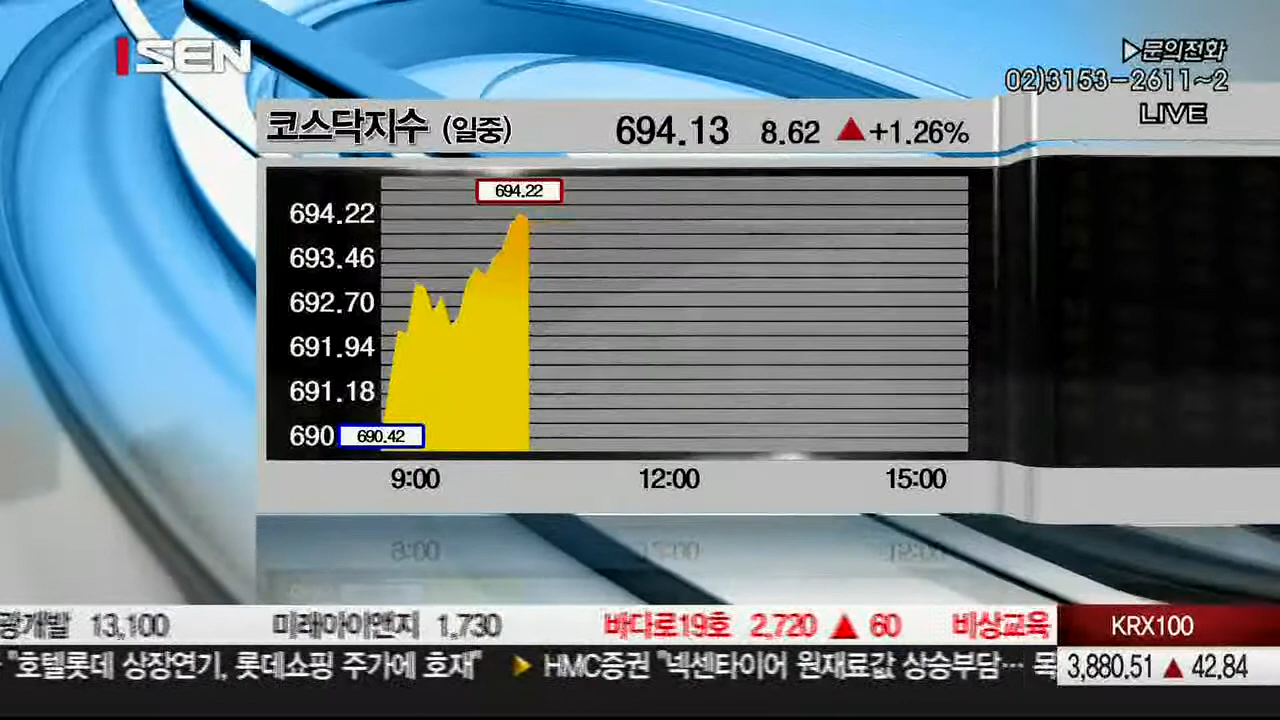 SEN
▶문의전화
02)3153-2611~2
LIVE
코스닥지수 (일중) 694.13 8.62 ▲+1.26%
694.22
694.22
693.46
692.70
691.94
691.18
690
690.42
9:00 12:00 15:00
광개발 13,100 미래아이앤지 1,730 바다로19호 2,720 ▲ 60 비상교육
KRX100
"호텔롯데 상장연기, 롯데쇼핑 주가에 호재" ▶ HMC증권 "넥센타이어 원재료값 상승부담… 목
3,880.51 ▲ 42.84